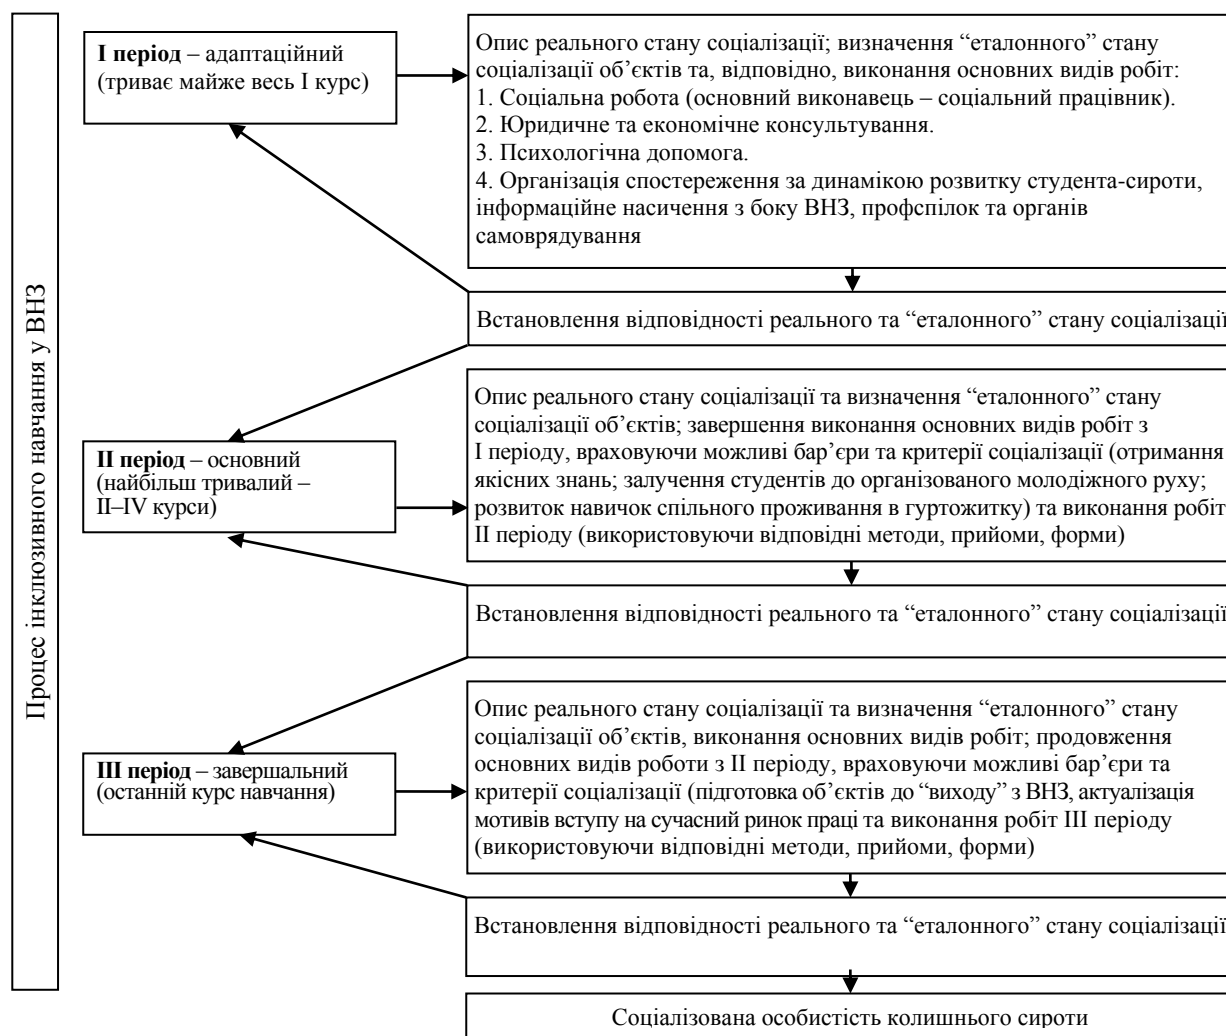 Процес інклюзивного навчання у ВНЗ
І період – адаптаційний
(триває майже весь І курс)
Опис реального стану соціалізації; визначення “еталонного” стану
соціалізації об’єктів та, відповідно, виконання основних видів робіт:
1. Соціальна робота (основний виконавець – соціальний працівник).
2. Юридичне та економічне консультування.
3. Психологічна допомога.
4. Організація спостереження за динамікою розвитку студента-сироти,
інформаційне насичення з боку ВНЗ, профспілок та органів
самоврядування
Встановлення відповідності реального та “еталонного” стану соціалізації
ІІ період – основний
(найбільш тривалий –
ІІ–ІV курси)
Опис реального стану соціалізації та визначення “еталонного” стану
соціалізації об’єктів; завершення виконання основних видів робіт з
І періоду, враховуючи можливі бар’єри та критерії соціалізації (отримання
якісних знань; залучення студентів до організованого молодіжного руху;
розвиток навичок спільного проживання в гуртожитку) та виконання робіт
ІІ періоду (використовуючи відповідні методи, прийоми, форми)
Встановлення відповідності реального та “еталонного” стану соціалізації
ІІІ період – завершальний
(останній курс навчання)
Опис реального стану соціалізації та визначення “еталонного” стану
соціалізації об’єктів, виконання основних видів робіт; продовження
основних видів роботи з ІІ періоду, враховуючи можливі бар’єри та
критерії соціалізації (підготовка об’єктів до “виходу” з ВНЗ, актуалізація
мотивів вступу на сучасний ринок праці та виконання робіт ІІІ періоду
(використовуючи відповідні методи, прийоми, форми)
Встановлення відповідності реального та “еталонного” стану соціалізації
Соціалізована особистість колишнього сироти